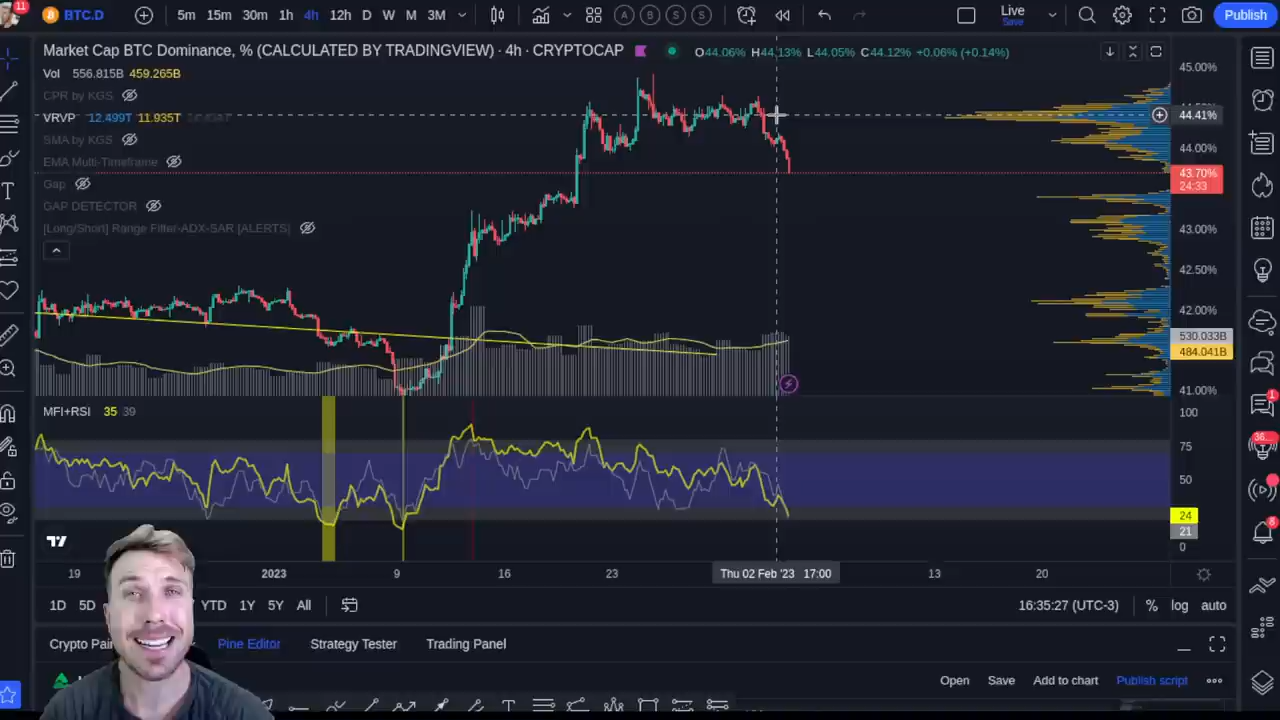 11
BTC.D 5m 15m 30m 1h 4h 12h D W M 3M A B S S Live Save Publish
Market Cap BTC Dominance, % (CALCULATED BY TRADINGVIEW) · 4h · CRYPTOCAP O44.06% H44.13% L44.05% C44.12% +0.06% (+0.14%)
Vol 556.815B 459.265B
CPR by KGS
VRVP 12.499T 11.935T
SMA by KGS
EMA Multi-Timeframe
Gap
GAP DETECTOR
[Long/Short] Range Filter-ADX-SAR [ALERTS]
45.00%
44.41%
44.00%
43.70%
24:33
43.00%
42.50%
42.00%
530.033B
484.041B
41.00%
MFI+RSI 35 39
100
75
50
24
21
0
19 2023 9 16 23 Thu 02 Feb '23 17:00 13 20
1D 5D YTD 1Y 5Y All 16:35:27 (UTC-3) % log auto
Crypto Pai Pine Editor Strategy Tester Trading Panel
Open Save Add to chart Publish script
1
36...
8